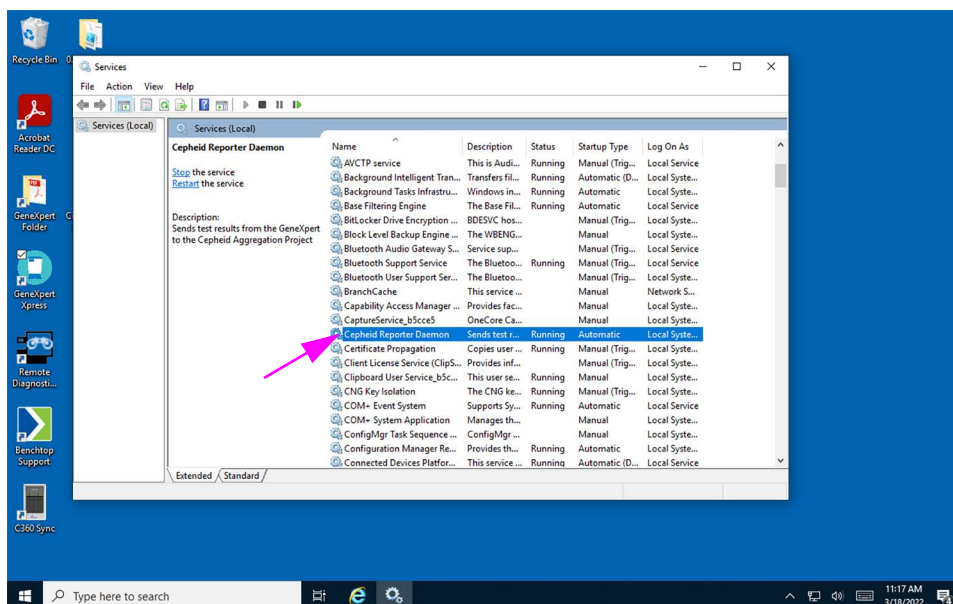 Recycle Bin
0
Acrobat
Reader DC
GeneXpert
Folder
C
GeneXpert
Xpress
Remote
Diagnosti...
Benchtop
Support
C360 Sync
Services
File Action View Help
Services (Local)
Services (Local)
Cepheid Reporter Daemon
Stop the service
Restart the service
Description:
Sends test results from the GeneXpert
to the Cepheid Aggregation Project
Name Description Status Startup Type Log On As
AVCTP service This is Audi... Running Manual (Trig... Local Service
Background Intelligent Tran... Transfers fil... Running Automatic (D... Local Syste...
Background Tasks Infrastru... Windows in... Running Automatic Local Syste...
Base Filtering Engine The Base Fil... Running Automatic Local Service
BitLocker Drive Encryption ... BDESVC hos... Manual (Trig... Local Syste...
Block Level Backup Engine ... The WBENG... Manual Local Syste...
Bluetooth Audio Gateway S... Service sup... Manual (Trig... Local Service
Bluetooth Support Service The Bluetoo... Running Manual (Trig... Local Service
Bluetooth User Support Ser... The Bluetoo... Manual (Trig... Local Syste...
BranchCache This service ... Manual Network S...
Capability Access Manager ... Provides fac... Manual Local Syste...
CaptureService_b5cce5 OneCore Ca... Manual Local Syste...
Cepheid Reporter Daemon Sends test r... Running Automatic Local Syste...
Certificate Propagation Copies user ... Running Manual (Trig... Local Syste...
Client License Service (ClipS... Provides inf... Manual (Trig... Local Syste...
Clipboard User Service_b5c... This user se... Running Manual Local Syste...
CNG Key Isolation The CNG ke... Running Manual (Trig... Local Syste...
COM+ Event System Supports Sy... Running Automatic Local Service
COM+ System Application Manages th... Manual Local Syste...
ConfigMgr Task Sequence ... ConfigMgr ... Manual Local Syste...
Configuration Manager Re... Provides th... Running Automatic Local Syste...
Connected Devices Platfor... This service ... Running Automatic (D... Local Service
Extended Standard
Type here to search
11:17 AM
3/18/2022
4